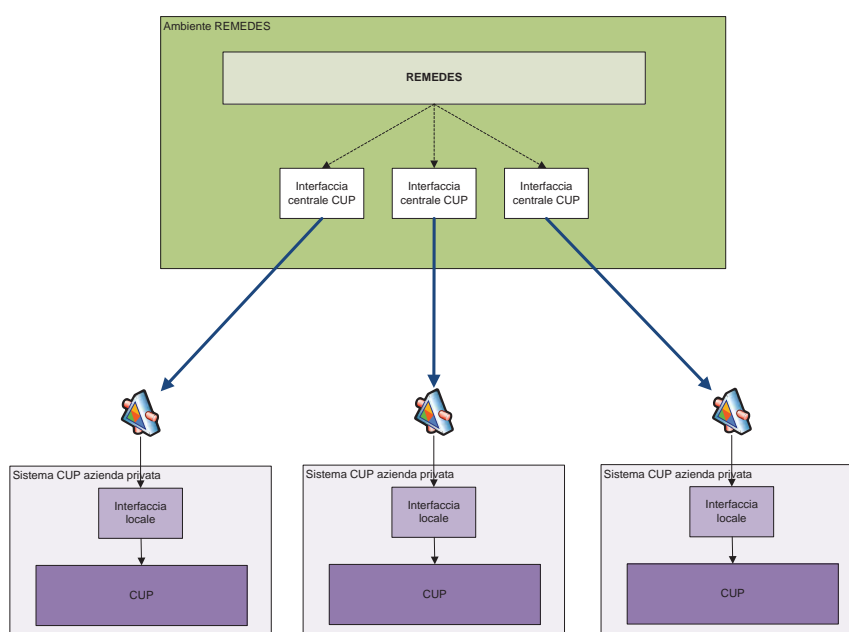 Ambiente REMEDES
REMEDES
Interfaccia
centrale CUP
Interfaccia
centrale CUP
Interfaccia
centrale CUP
Sistema CUP azienda privata
Interfaccia
locale
CUP
Sistema CUP azienda privata
Interfaccia
locale
CUP
Sistema CUP azienda privata
Interfaccia
locale
CUP